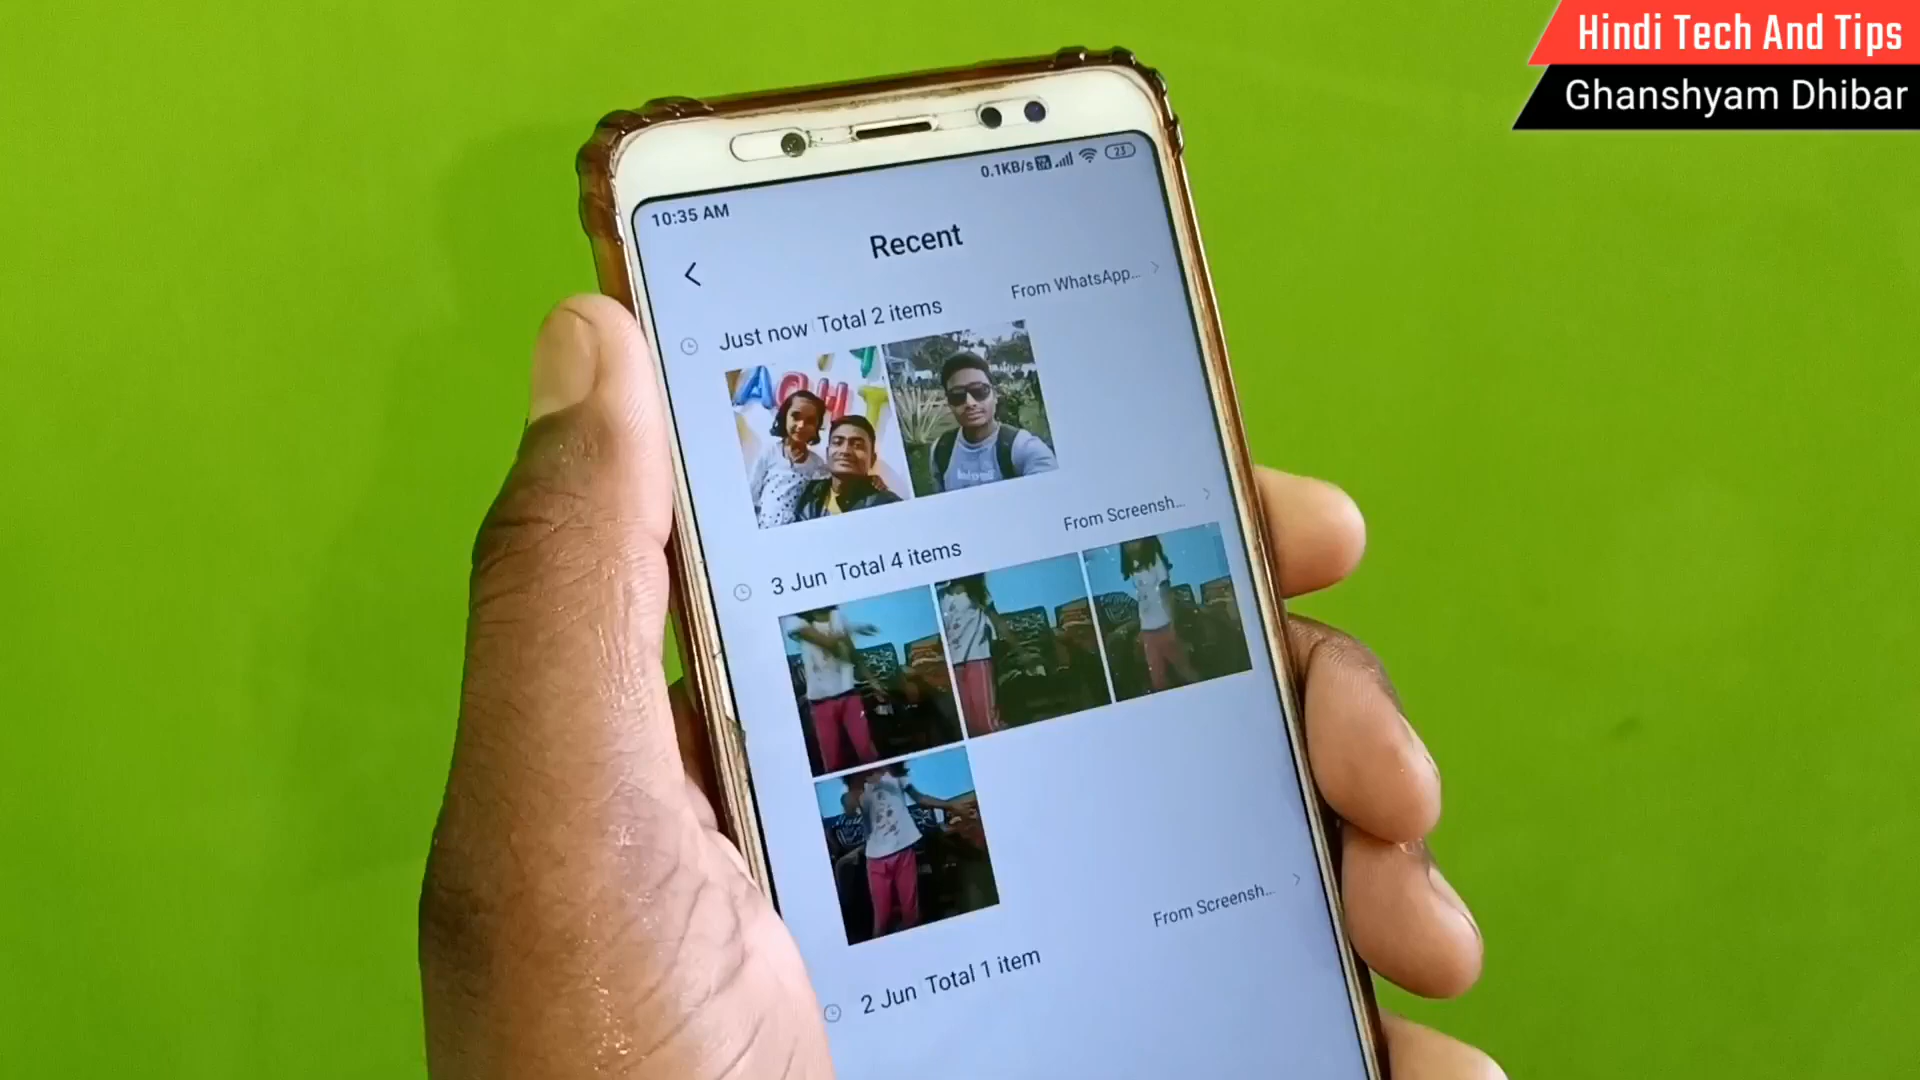 Hindi Tech And Tips
Ghanshyam Dhibar
0.1KB/s
23
10:35 AM
Recent
From WhatsApp...
Just now Total 2 items
From Screensh...
3 Jun Total 4 items
From Screensh...
2 Jun Total 1 item